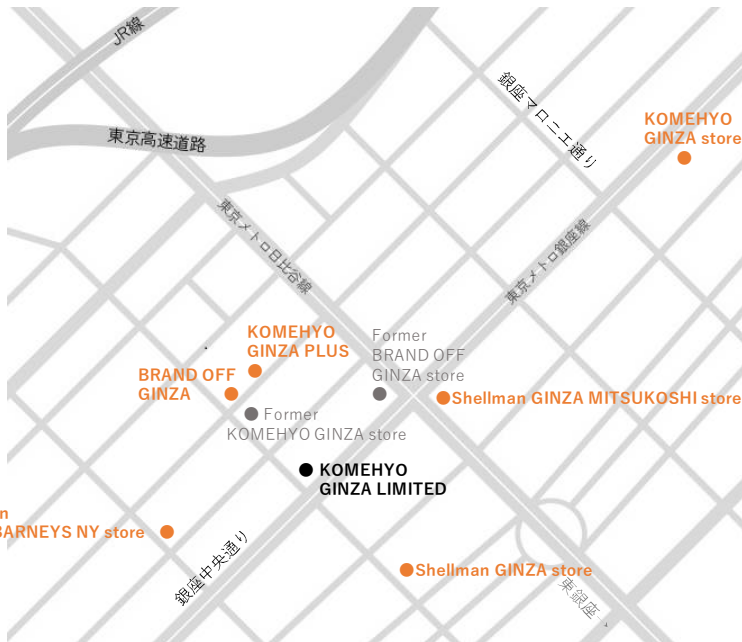 JR線
東京高速道路
銀座マロニエ通り
KOMEHYO
GINZA store
東京メトロ日比谷線
東京メトロ銀座線
KOMEHYO
GINZA PLUS
Former
BRAND OFF
GINZA store
BRAND OFF
GINZA
Shellman GINZA MITSUKOSHI store
Former
KOMEHYO GINZA store
KOMEHYO
GINZA LIMITED
n
BARNEYS NY store
銀座中央通り
Shellman GINZA store
東銀座